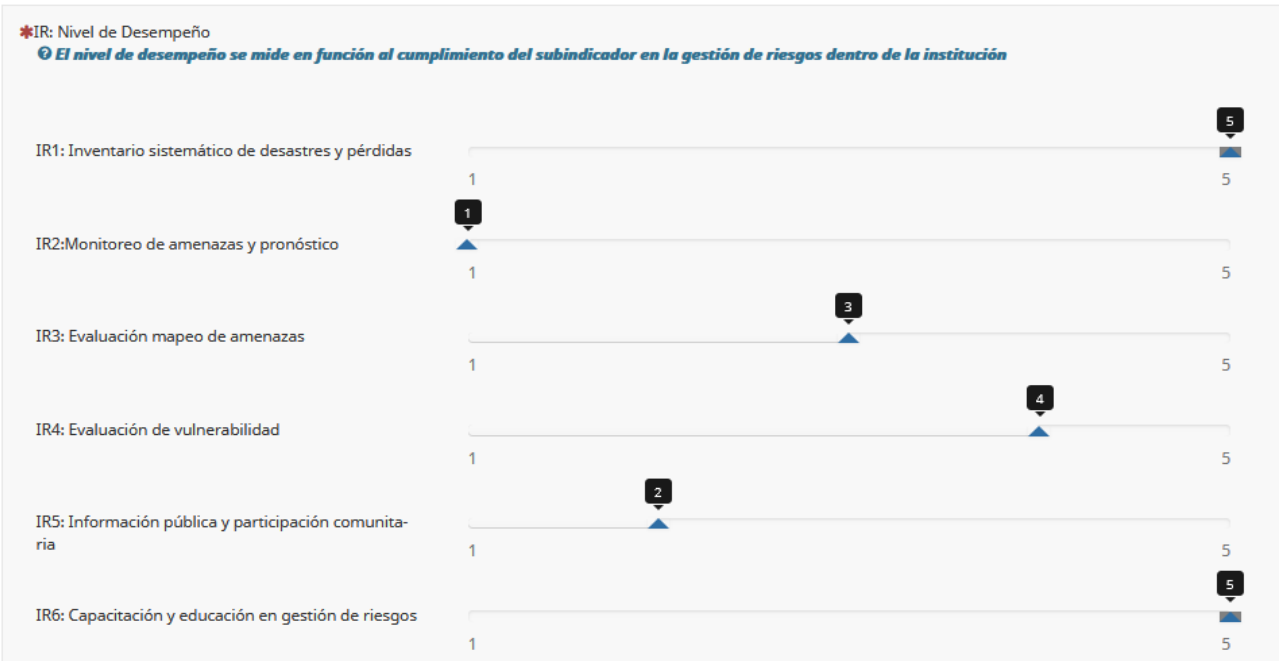 ✱IR: Nivel de Desempeño
El nivel de desempeño se mide en función al cumplimiento del subindicador en la gestión de riesgos dentro de la institución
5
IR1: Inventario sistemático de desastres y pérdidas
1 5
1
IR2:Monitoreo de amenazas y pronóstico
1 5
3
IR3: Evaluación mapeo de amenazas
1 5
4
IR4: Evaluación de vulnerabilidad
1 5
2
IR5: Información pública y participación comunita-
ria
1 5
5
IR6: Capacitación y educación en gestión de riesgos
1 5